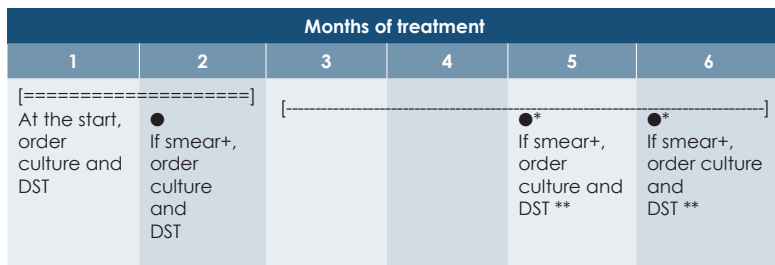 Months of treatment
1 2 3 4 5 6
[=====================]
[---------------------------------------------------------------------------------]
At the start,
order
culture and
DST
●
If smear+,
order
culture
and
DST
●*
If smear+,
order
culture and
DST **
●*
If smear+,
order culture
and
DST **